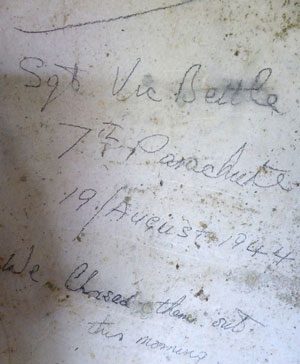 Sgt Vic Bettle
7th Parachute
19/August 1944
We Chased them out
this morning